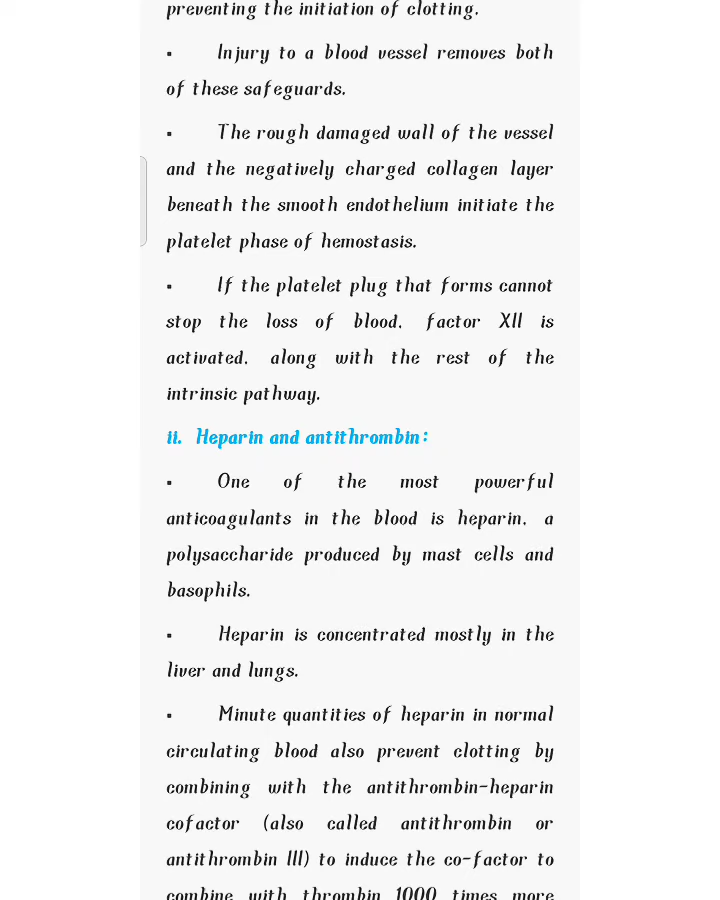 preventing the initiation of clotting.
▪ Injury to a blood vessel removes both
of these safeguards.
▪ The rough damaged wall of the vessel
and the negatively charged collagen layer
beneath the smooth endothelium initiate the
platelet phase of hemostasis.
▪ If the platelet plug that forms cannot
stop the loss of blood, factor XII is
activated, along with the rest of the
intrinsic pathway.
ii. Heparin and antithrombin:
▪ One of the most powerful
anticoagulants in the blood is heparin, a
polysaccharide produced by mast cells and
basophils.
▪ Heparin is concentrated mostly in the
liver and lungs.
▪ Minute quantities of heparin in normal
circulating blood also prevent clotting by
combining with the antithrombin-heparin
cofactor (also called antithrombin or
antithrombin III) to induce the co-factor to
combine with thrombin 1000 times more